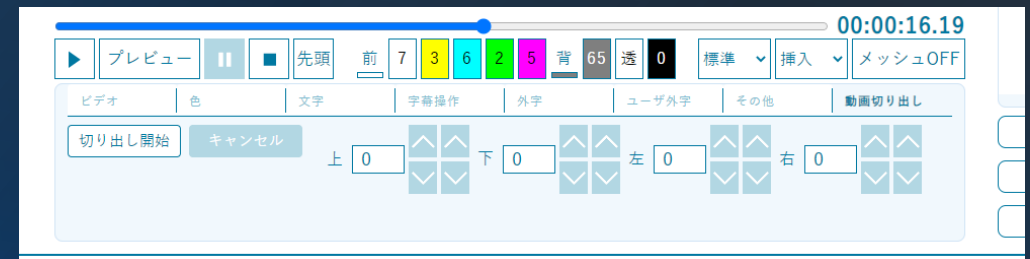 00:00:16.19
プレビュー 先頭 前 7 3 6 2 5 背 65 透 0 標準 挿入 メッシュOFF
ビデオ 色 文字 字幕操作 外字 ユーザ外字 その他 動画切り出し
切り出し開始 キャンセル 上 0 下 0 左 0 右 0